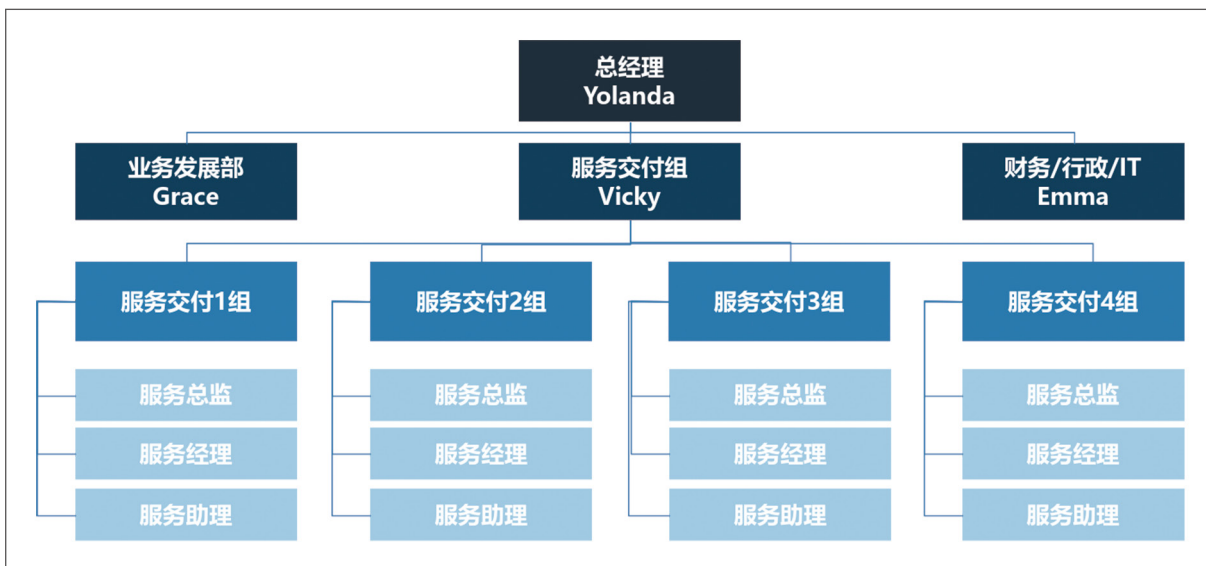 总经理
Yolanda
业务发展部
Grace
服务交付组
Vicky
财务/行政/IT
Emma
服务交付1组
服务交付2组
服务交付3组
服务交付4组
服务总监
服务总监
服务总监
服务总监
服务经理
服务经理
服务经理
服务经理
服务助理
服务助理
服务助理
服务助理